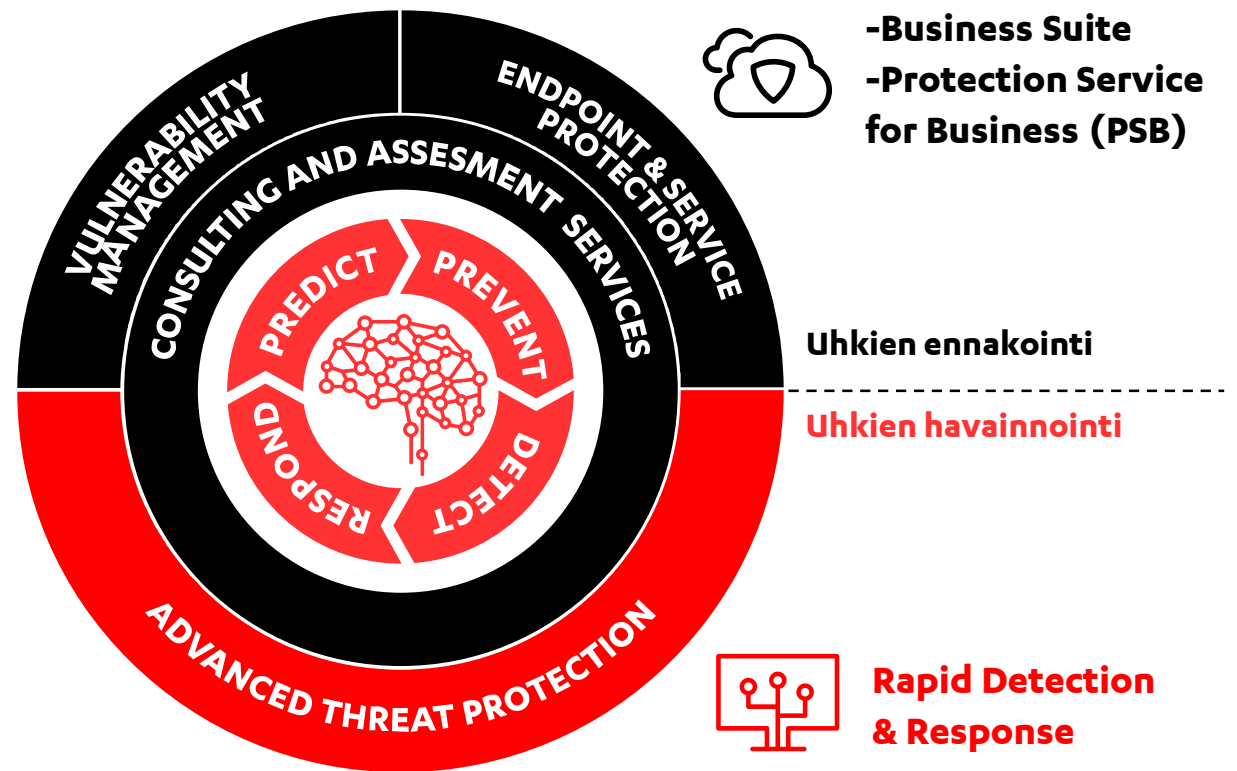 VULNERABILITY
MANAGEMENT
ENDPOINT & SERVICE
PROTECTION
CONSULTING AND ASSESMENT SERVICES
PREDICT
PREVENT
DETECT
RESPOND
ADVANCED THREAT PROTECTION
-Business Suite
-Protection Service
for Business (PSB)
Uhkien ennakointi
Uhkien havainnointi
Rapid Detection
& Response